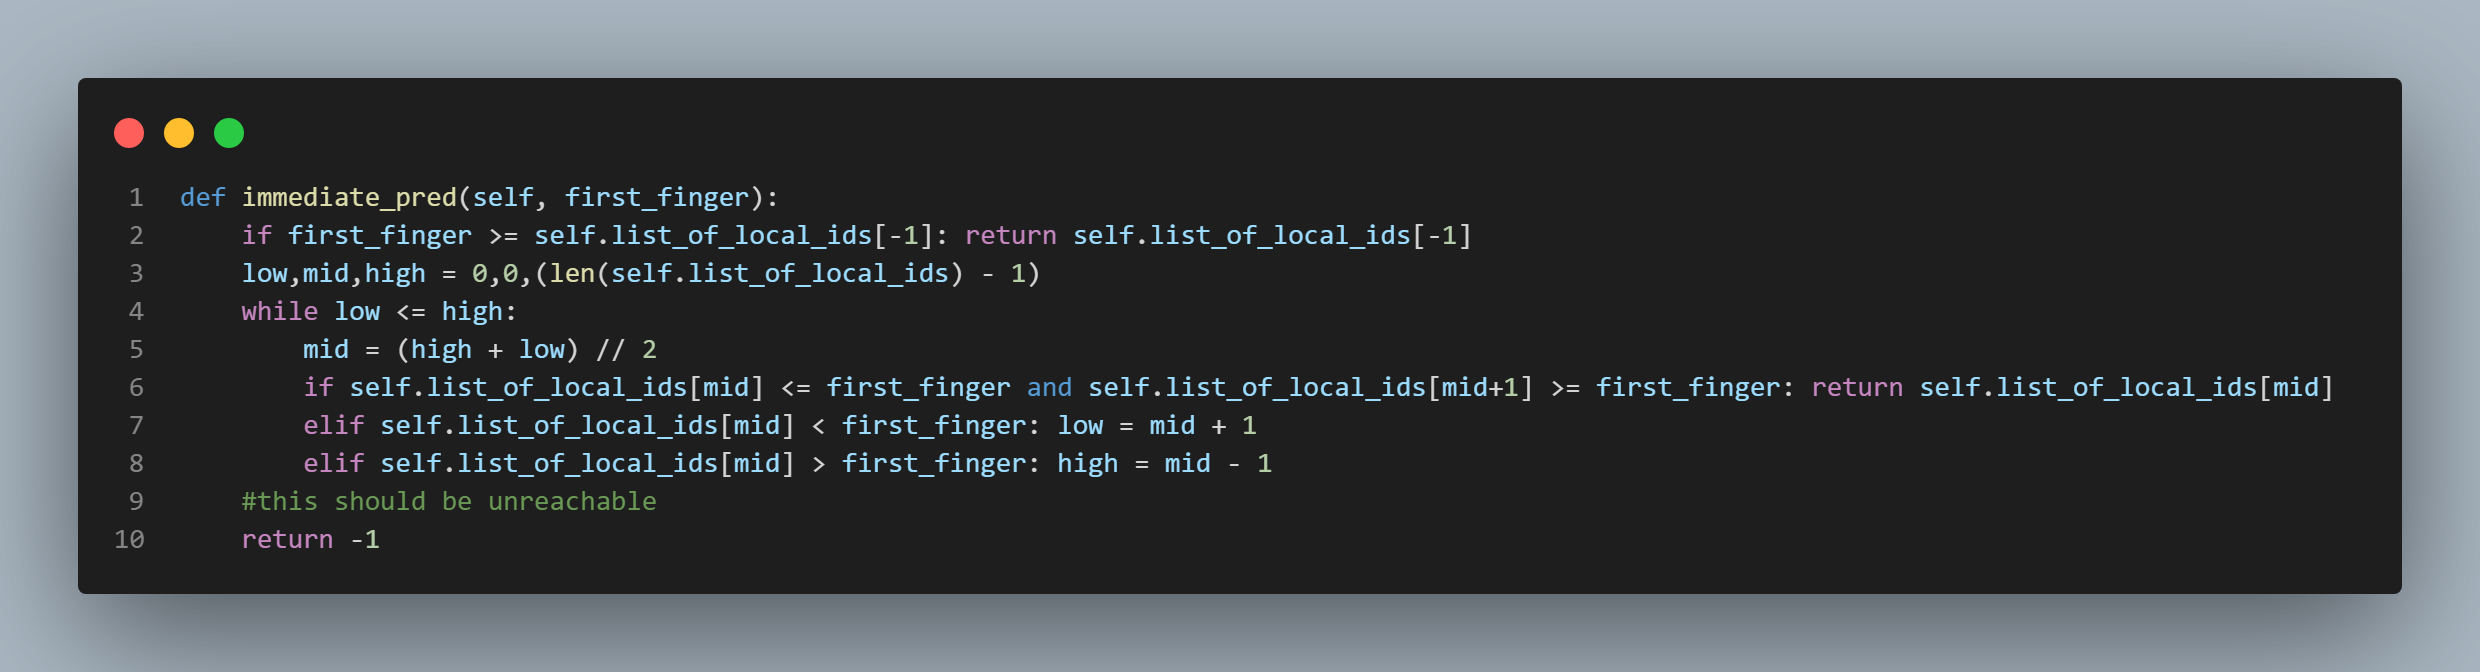 1 def immediate_pred(self, first_finger):
2     if first_finger >= self.list_of_local_ids[-1]: return self.list_of_local_ids[-1]
3     low,mid,high = 0,0,(len(self.list_of_local_ids) - 1)
4     while low <= high:
5         mid = (high + low) // 2
6         if self.list_of_local_ids[mid] <= first_finger and self.list_of_local_ids[mid+1] >= first_finger: return self.list_of_local_ids[mid]
7         elif self.list_of_local_ids[mid] < first_finger: low = mid + 1
8         elif self.list_of_local_ids[mid] > first_finger: high = mid - 1
9     #this should be unreachable
10     return -1